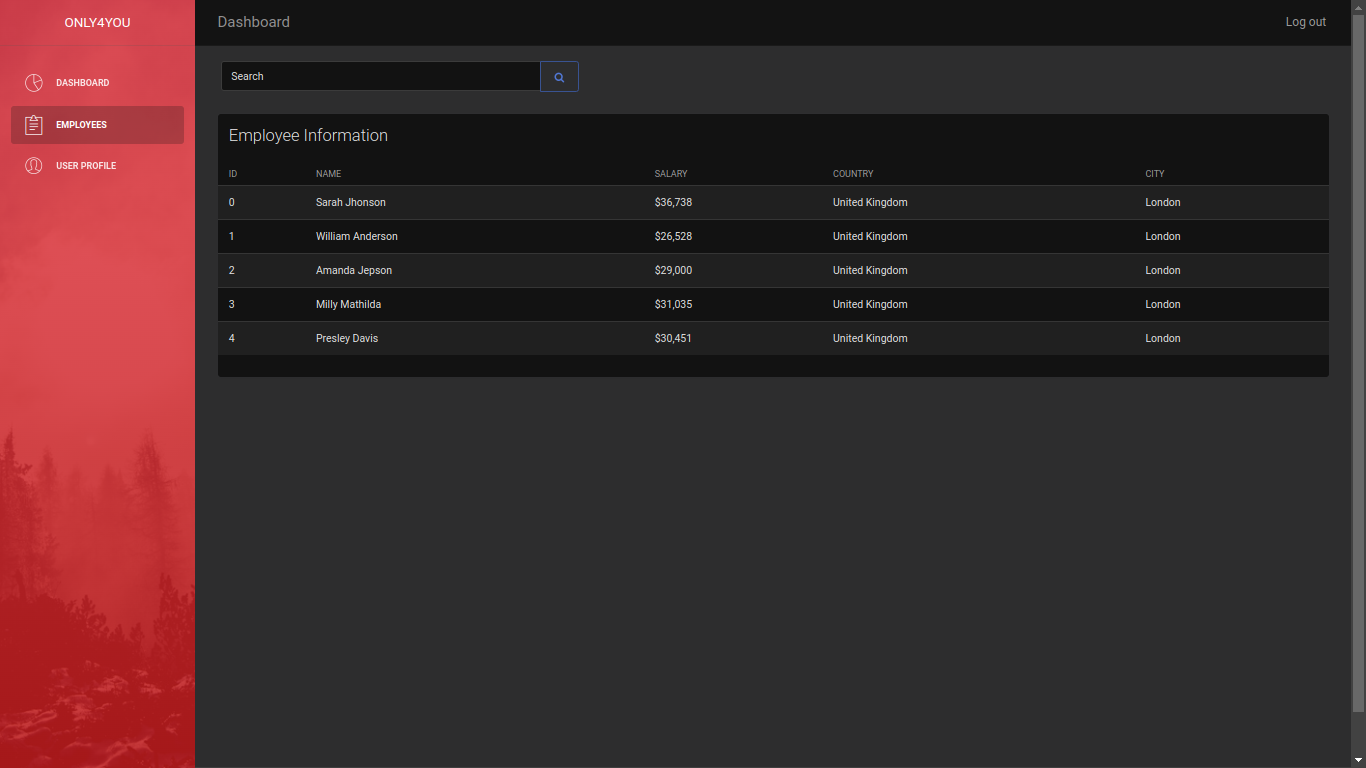 ONLY4YOU
Dashboard
Log out
DASHBOARD
EMPLOYEES
USER PROFILE
Search
Employee Information
ID NAME SALARY COUNTRY CITY
0 Sarah Jhonson $36,738 United Kingdom London
1 William Anderson $26,528 United Kingdom London
2 Amanda Jepson $29,000 United Kingdom London
3 Milly Mathilda $31,035 United Kingdom London
4 Presley Davis $30,451 United Kingdom London